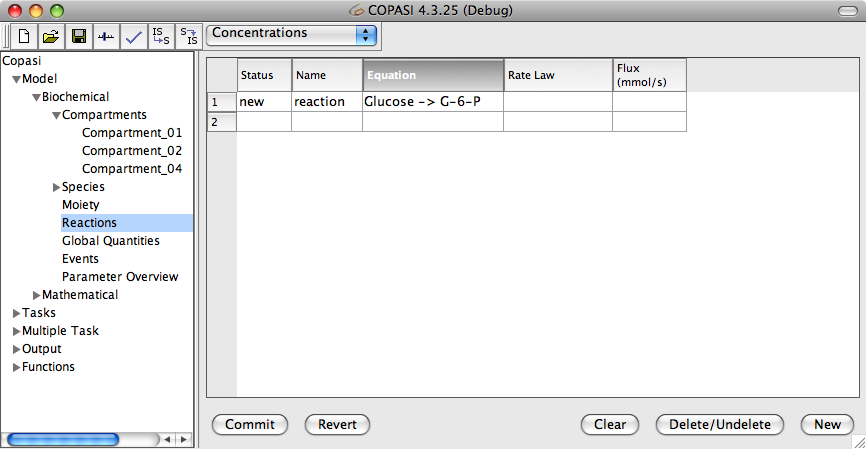 COPASI 4.3.25 (Debug)
IS
S
S
IS
Concentrations
Copasi
Model
Biochemical
Compartments
Compartment_01
Compartment_02
Compartment_04
Species
Moiety
Reactions
Global Quantities
Events
Parameter Overview
Mathematical
Tasks
Multiple Task
Output
Functions
Status Name Equation Rate Law Flux
(mmol/s)
1 new reaction Glucose -> G-6-P
2
Commit Revert Clear Delete/Undelete New